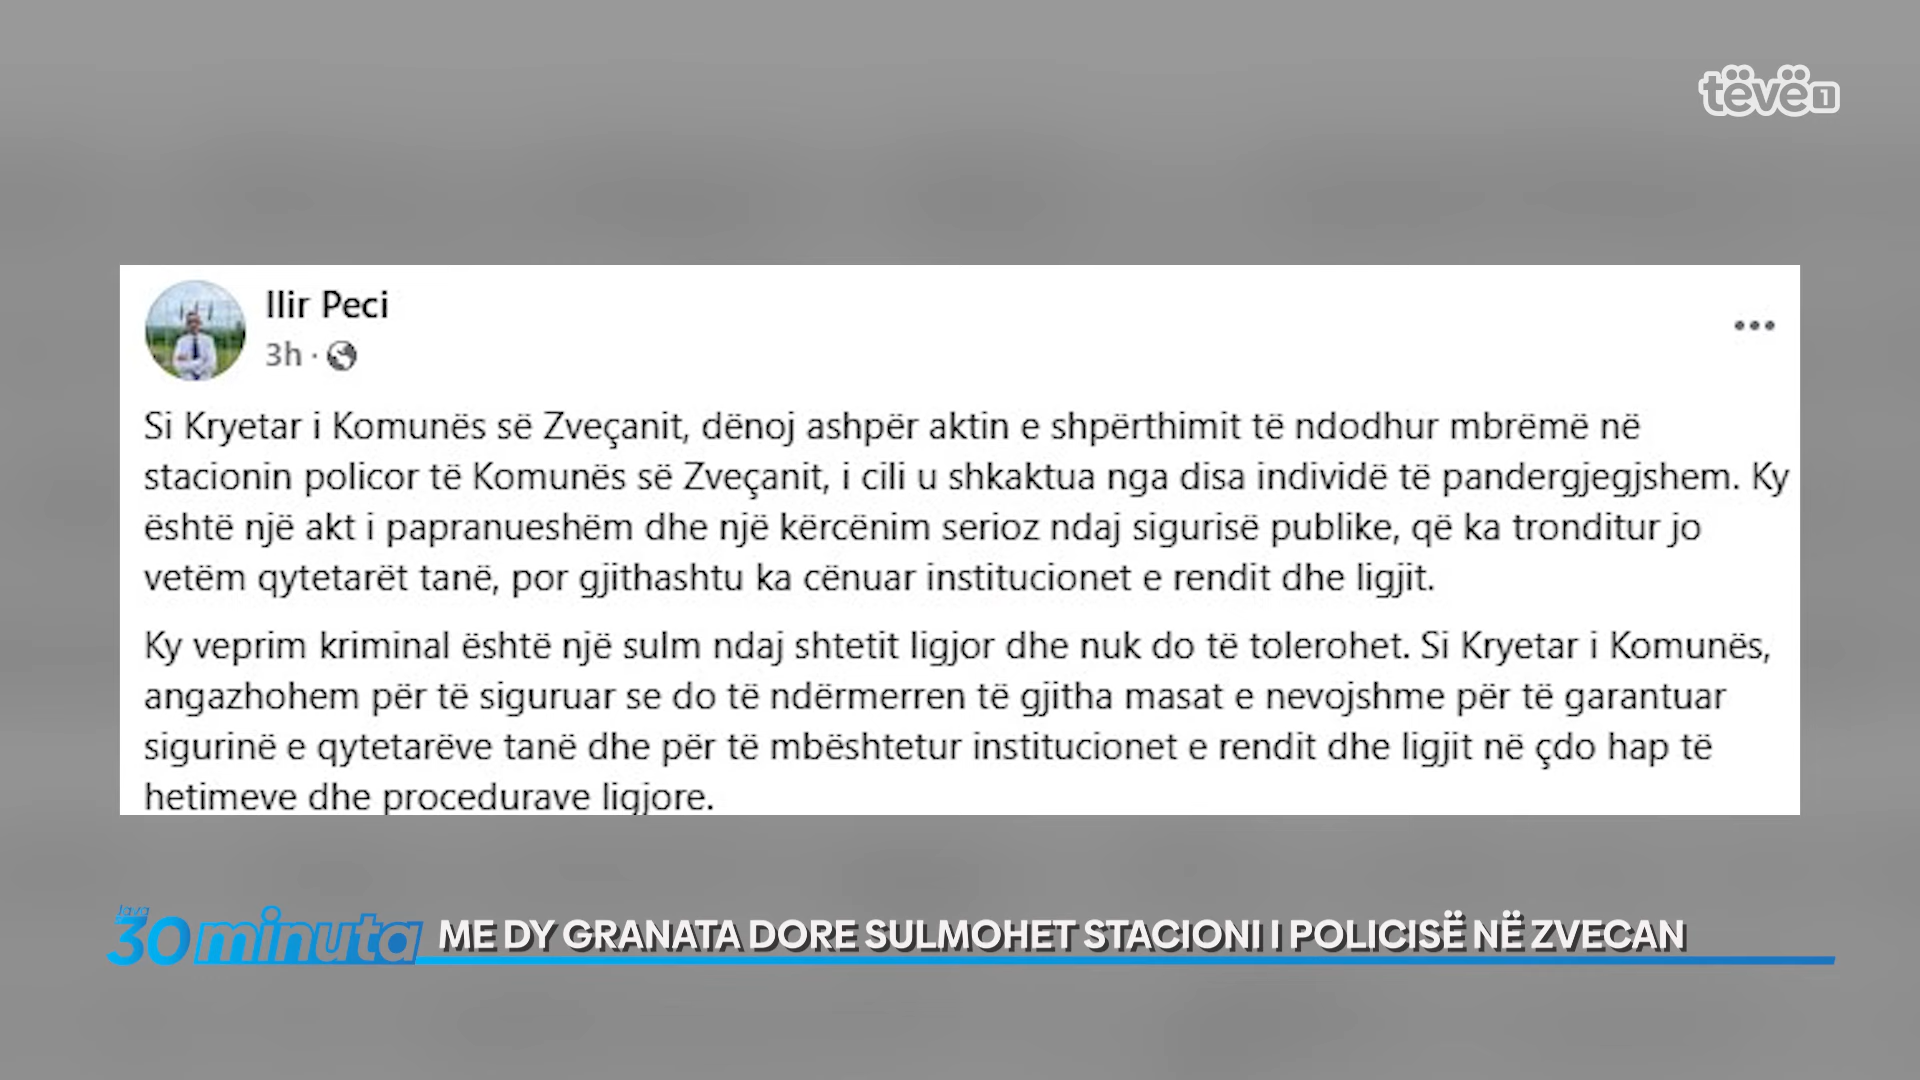 tëvë1
Ilir Peci
3h ·
Si Kryetar i Komunës së Zveçanit, dënoj ashpër aktin e shpërthimit të ndodhur mbrëmë në
stacionin policor të Komunës së Zveçanit, i cili u shkaktua nga disa individë të pandergjegjshem. Ky
është një akt i papranueshëm dhe një kërcënim serioz ndaj sigurisë publike, që ka tronditur jo
vetëm qytetarët tanë, por gjithashtu ka cënuar institucionet e rendit dhe ligjit.
Ky veprim kriminal është një sulm ndaj shtetit ligjor dhe nuk do të tolerohet. Si Kryetar i Komunës,
angazhohem për të siguruar se do të ndërmerren të gjitha masat e nevojshme për të garantuar
sigurinë e qytetarëve tanë dhe për të mbështetur institucionet e rendit dhe ligjit në çdo hap të
hetimeve dhe procedurave ligjore.
java
30 minuta
ME DY GRANATA DORE SULMOHET STACIONI I POLICISË NË ZVECAN